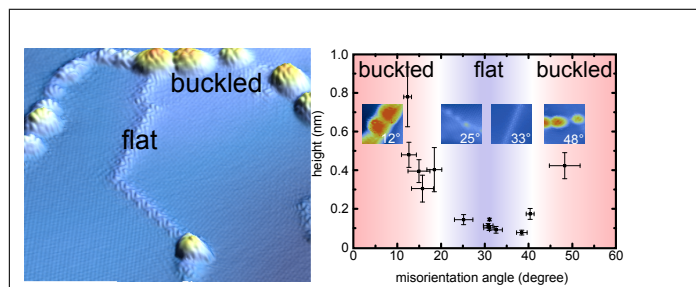 buckled
flat
buckled flat buckled
12° 25° 33° 48°
height (nm)
1.0
0.8
0.6
0.4
0.2
0
0 10 20 30 40 50 60
misorientation angle (degree)